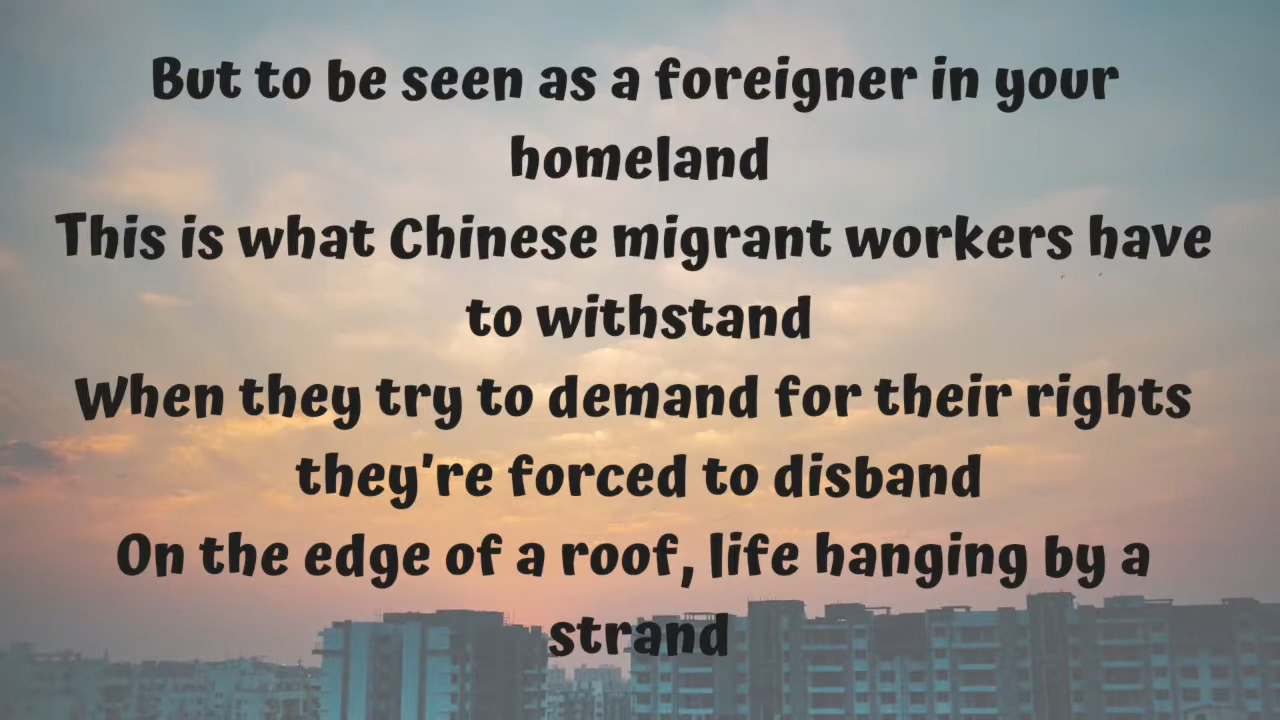 But to be seen as a foreigner in your
homeland
This is what Chinese migrant workers have
to withstand
When they try to demand for their rights
they're forced to disband
On the edge of a roof, life hanging by a
strand